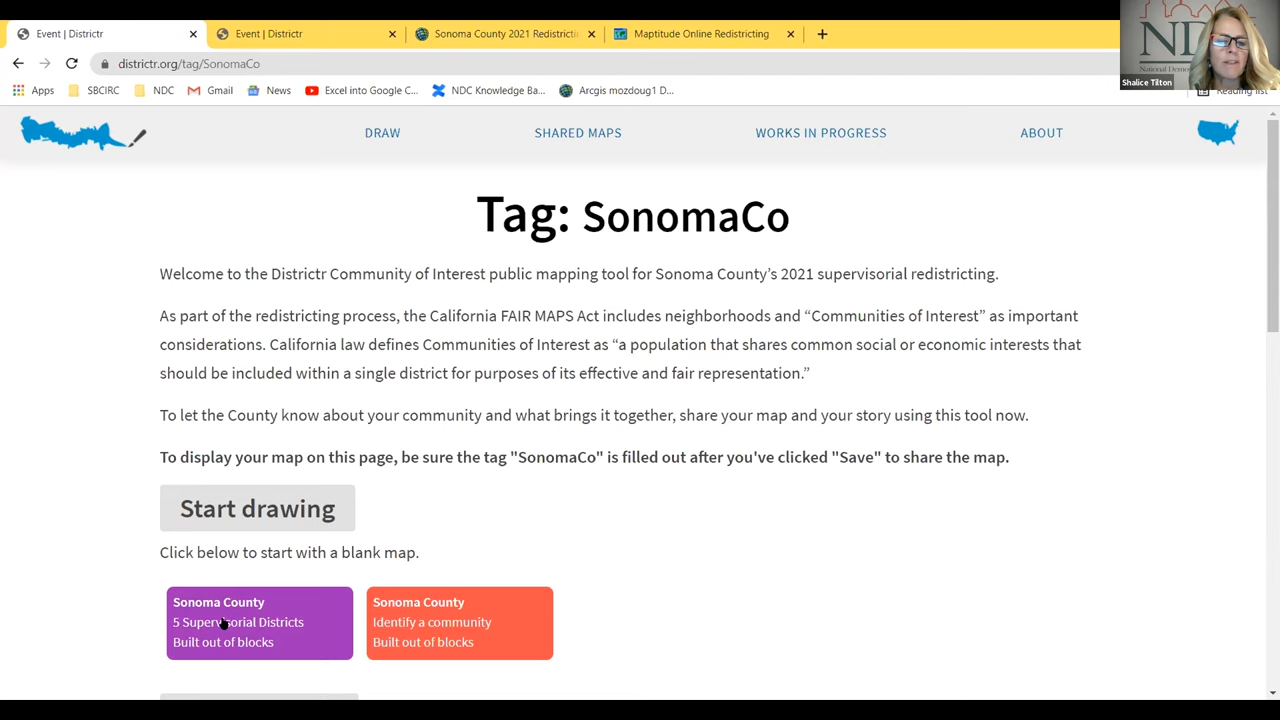 Event | Districtr
Event | Districtr
Sonoma County 2021 Redistricti
Maptitude Online Redistricting
districtr.org/tag/SonomaCo
Apps
SBCIRC
NDC
Gmail
News
Excel into Google C...
NDC Knowledge Ba...
Arcgis mozdoug1 D...
Reading list
Shalice Tilton
DRAW
SHARED MAPS
WORKS IN PROGRESS
ABOUT
Tag: SonomaCo
Welcome to the Districtr Community of Interest public mapping tool for Sonoma County’s 2021 supervisorial redistricting.
As part of the redistricting process, the California FAIR MAPS Act includes neighborhoods and “Communities of Interest” as important
considerations. California law defines Communities of Interest as “a population that shares common social or economic interests that
should be included within a single district for purposes of its effective and fair representation.”
To let the County know about your community and what brings it together, share your map and your story using this tool now.
To display your map on this page, be sure the tag "SonomaCo" is filled out after you've clicked "Save" to share the map.
Start drawing
Click below to start with a blank map.
Sonoma County
5 Supervisorial Districts
Built out of blocks
Sonoma County
Identify a community
Built out of blocks